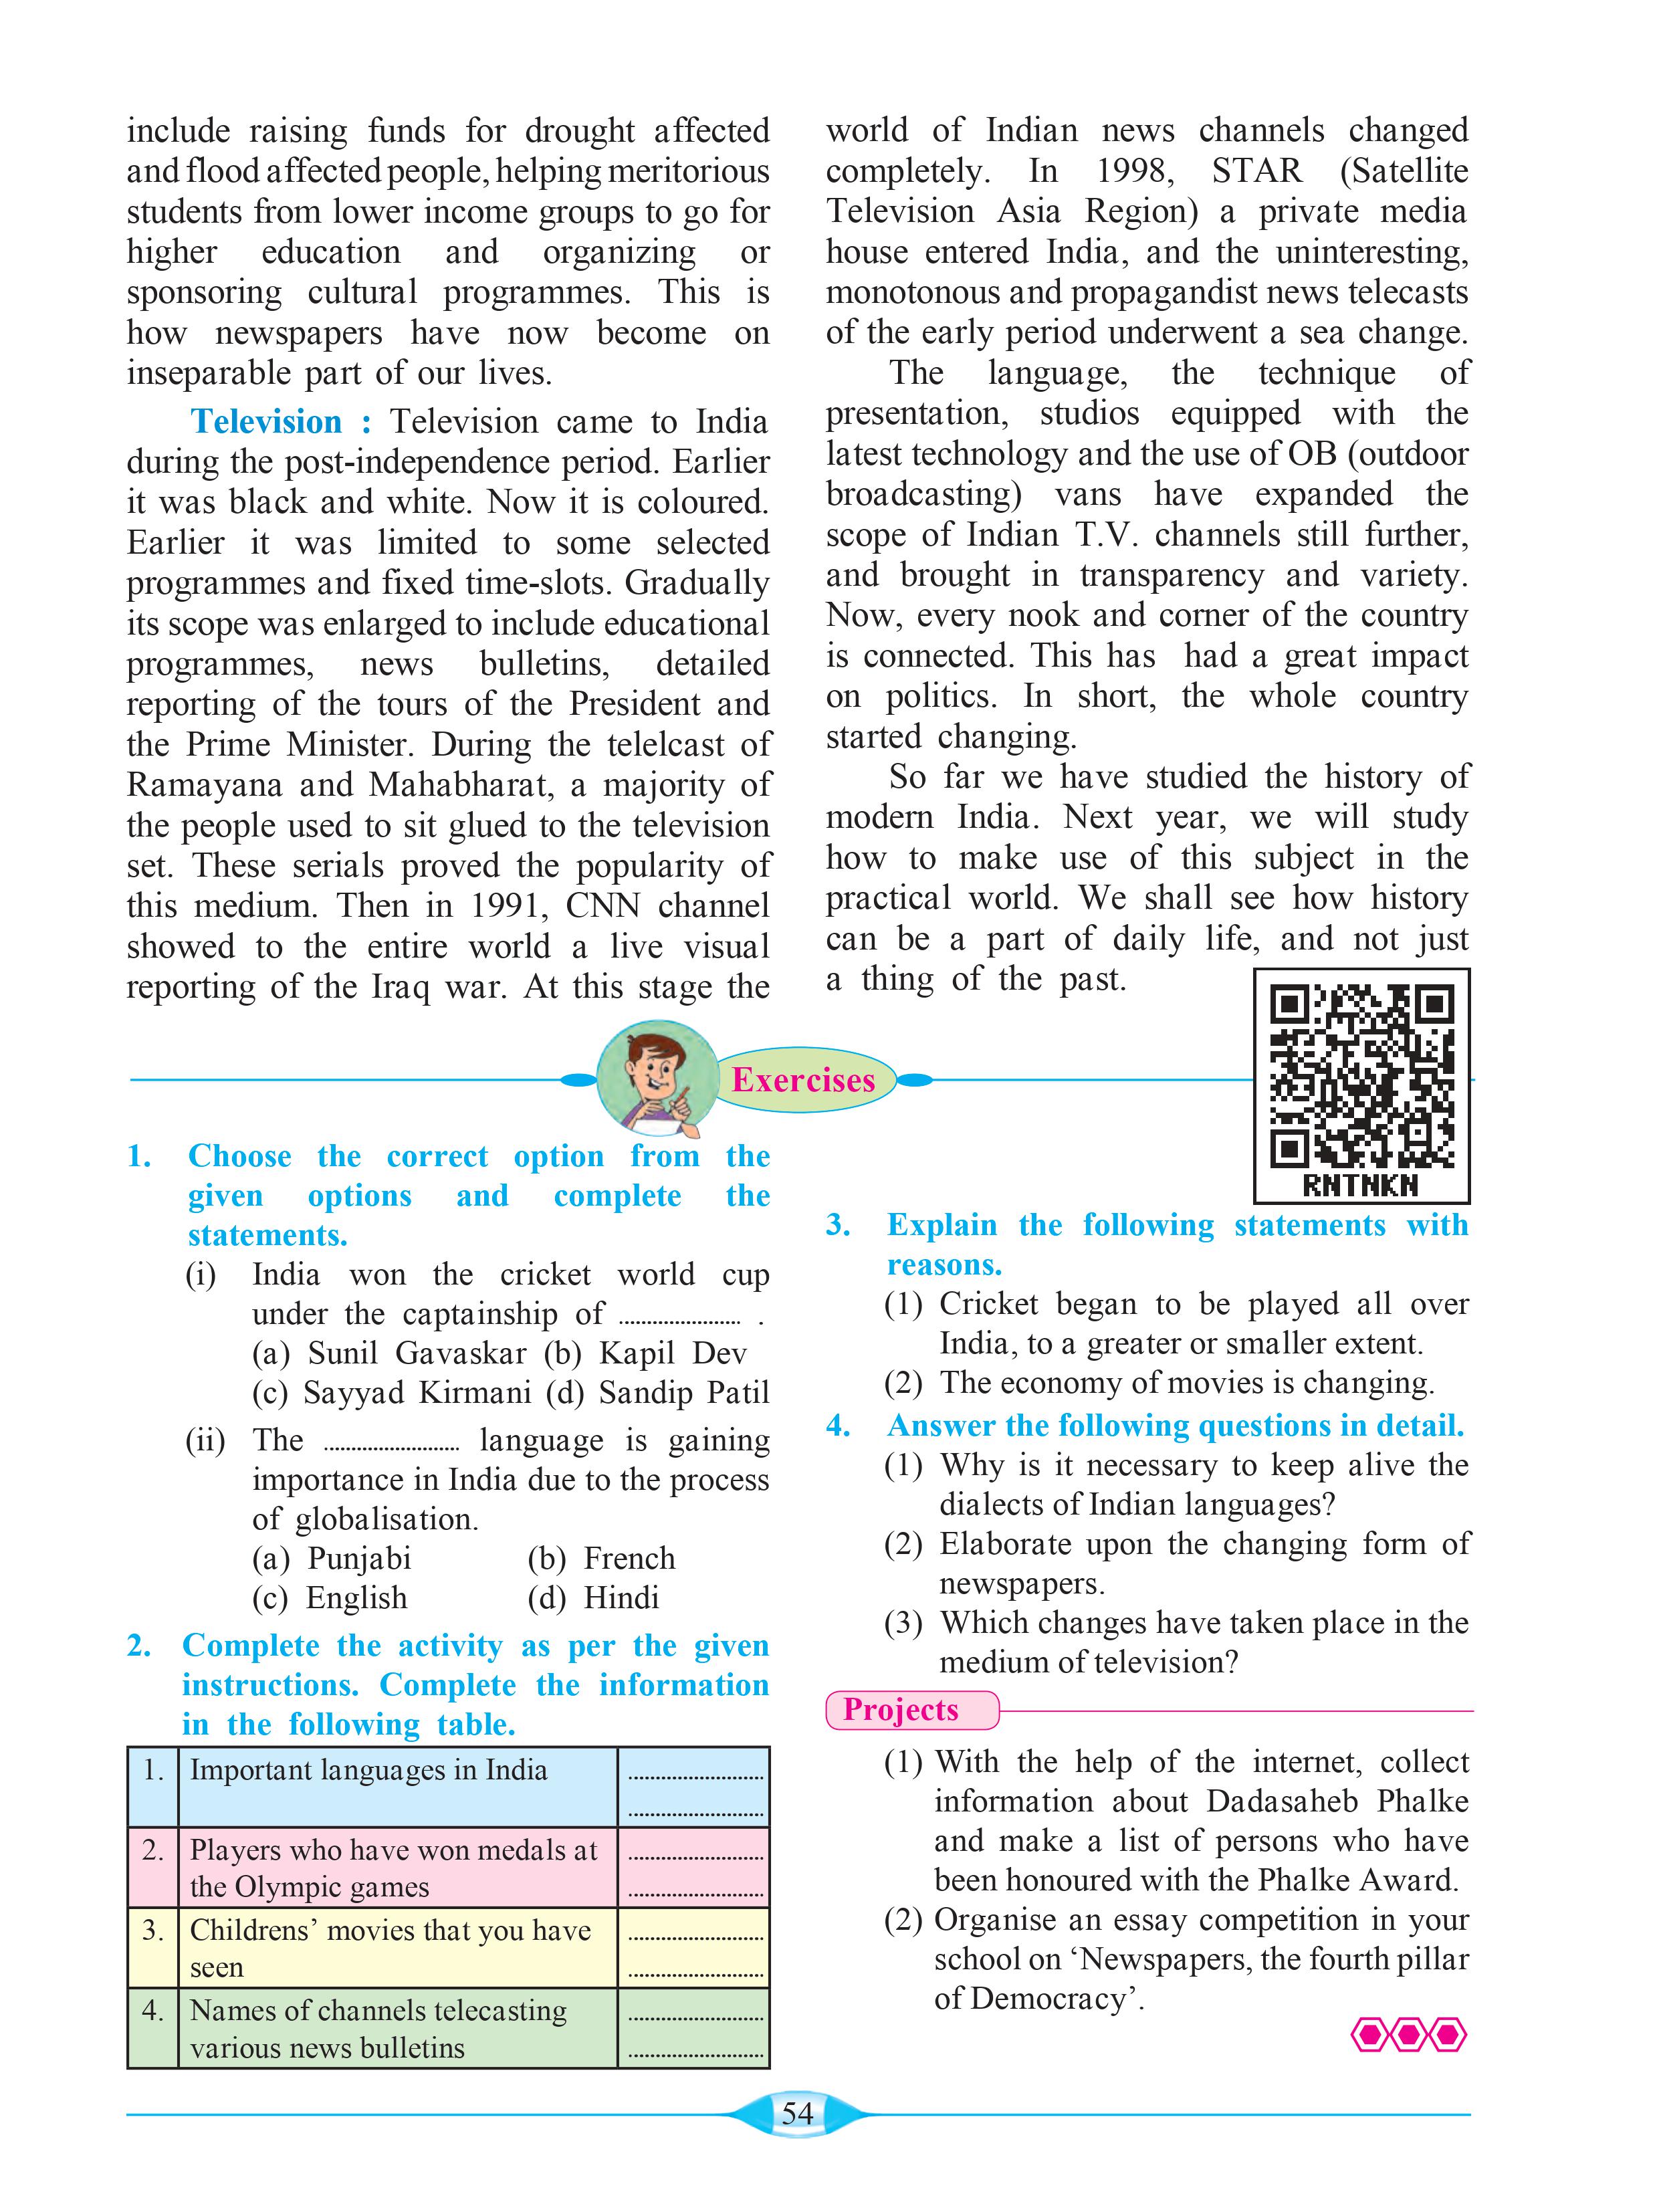 include raising funds for drought affected
and flood affected people, helping meritorious
students from lower income groups to go for
higher education and organizing or
sponsoring cultural programmes. This is
how newspapers have now become on
inseparable part of our lives.
Television : Television came to India
during the post-independence period. Earlier
it was black and white. Now it is coloured.
Earlier it was limited to some selected
programmes and fixed time-slots. Gradually
its scope was enlarged to include educational
programmes, news bulletins, detailed
reporting of the tours of the President and
the Prime Minister. During the telelcast of
Ramayana and Mahabharat, a majority of
the people used to sit glued to the television
set. These serials proved the popularity of
this medium. Then in 1991, CNN channel
showed to the entire world a live visual
reporting of the Iraq war. At this stage the
world of Indian news channels changed
completely. In 1998, STAR (Satellite
Television Asia Region) a private media
house entered India, and the uninteresting,
monotonous and propagandist news telecasts
of the early period underwent a sea change.
The language, the technique of
presentation, studios equipped with the
latest technology and the use of OB (outdoor
broadcasting) vans have expanded the
scope of Indian T.V. channels still further,
and brought in transparency and variety.
Now, every nook and corner of the country
is connected. This has had a great impact
on politics. In short, the whole country
started changing.
So far we have studied the history of
modern India. Next year, we will study
how to make use of this subject in the
practical world. We shall see how history
can be a part of daily life, and not just
a thing of the past.
RNTNKN
Exercises
1. Choose the correct option from the
given options and complete the
statements.
(i) India won the cricket world cup
under the captainship of ...................... .
(a) Sunil Gavaskar (b) Kapil Dev
(c) Sayyad Kirmani (d) Sandip Patil
(ii) The ........................ language is gaining
importance in India due to the process
of globalisation.
(a) Punjabi (b) French
(c) English (d) Hindi
2. Complete the activity as per the given
instructions. Complete the information
in the following table.
1. Important languages in India ........................
........................
2. Players who have won medals at ........................
the Olympic games ........................
3. Childrens’ movies that you have ........................
seen ........................
4. Names of channels telecasting ........................
various news bulletins ........................
3. Explain the following statements with
reasons.
(1) Cricket began to be played all over
India, to a greater or smaller extent.
(2) The economy of movies is changing.
4. Answer the following questions in detail.
(1) Why is it necessary to keep alive the
dialects of Indian languages?
(2) Elaborate upon the changing form of
newspapers.
(3) Which changes have taken place in the
medium of television?
Projects
(1) With the help of the internet, collect
information about Dadasaheb Phalke
and make a list of persons who have
been honoured with the Phalke Award.
(2) Organise an essay competition in your
school on ‘Newspapers, the fourth pillar
of Democracy’.
54